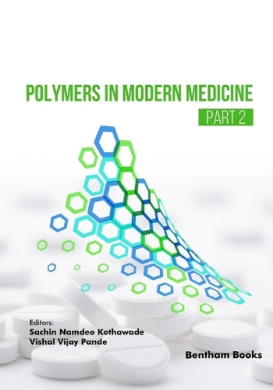 POLYMERS IN MODERN MEDICINE
PART 2
Editors:
Sachin Namdeo Kothawade
Vishal Vijay Pande
Bentham Books